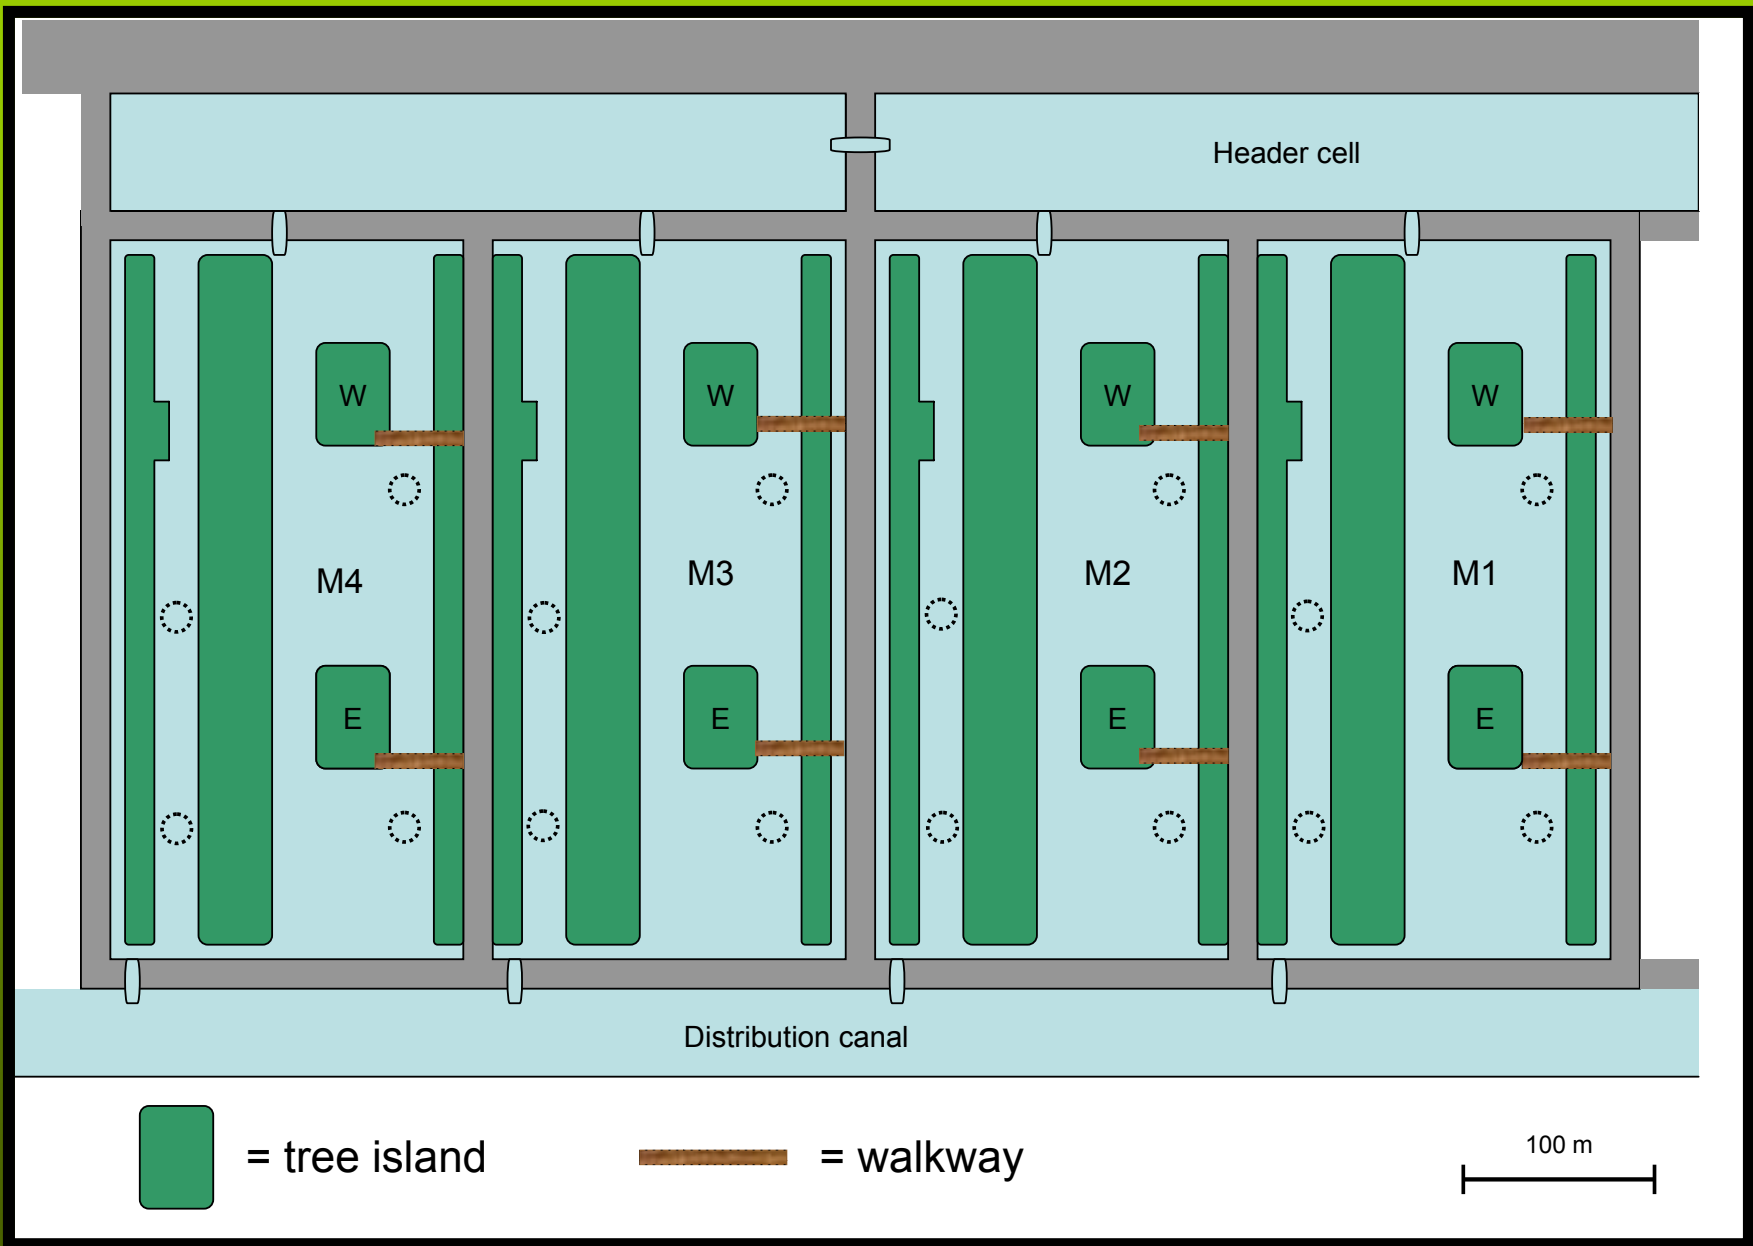 Header cell
W
W
W
W
M4
M3
M2
M1
E
E
E
E
Distribution canal
= tree island
= walkway
100 m